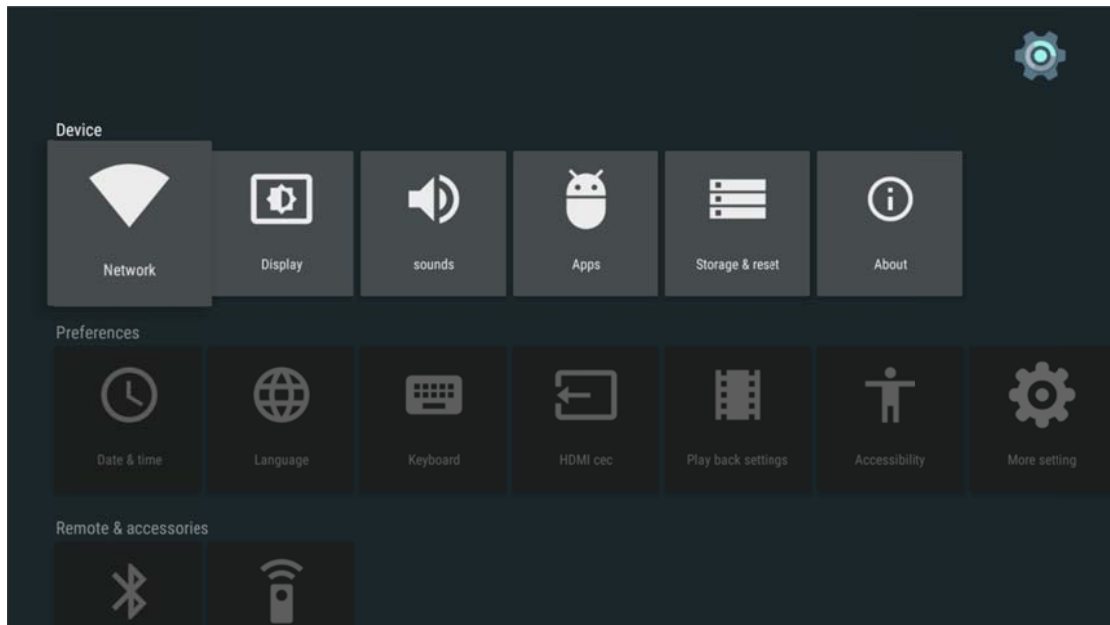 Device
Network
Display
sounds
Apps
Storage & reset
About
Preferences
Date & time
Language
Keyboard
HDMI cec
Play back settings
Accessibility
More setting
Remote & accessories